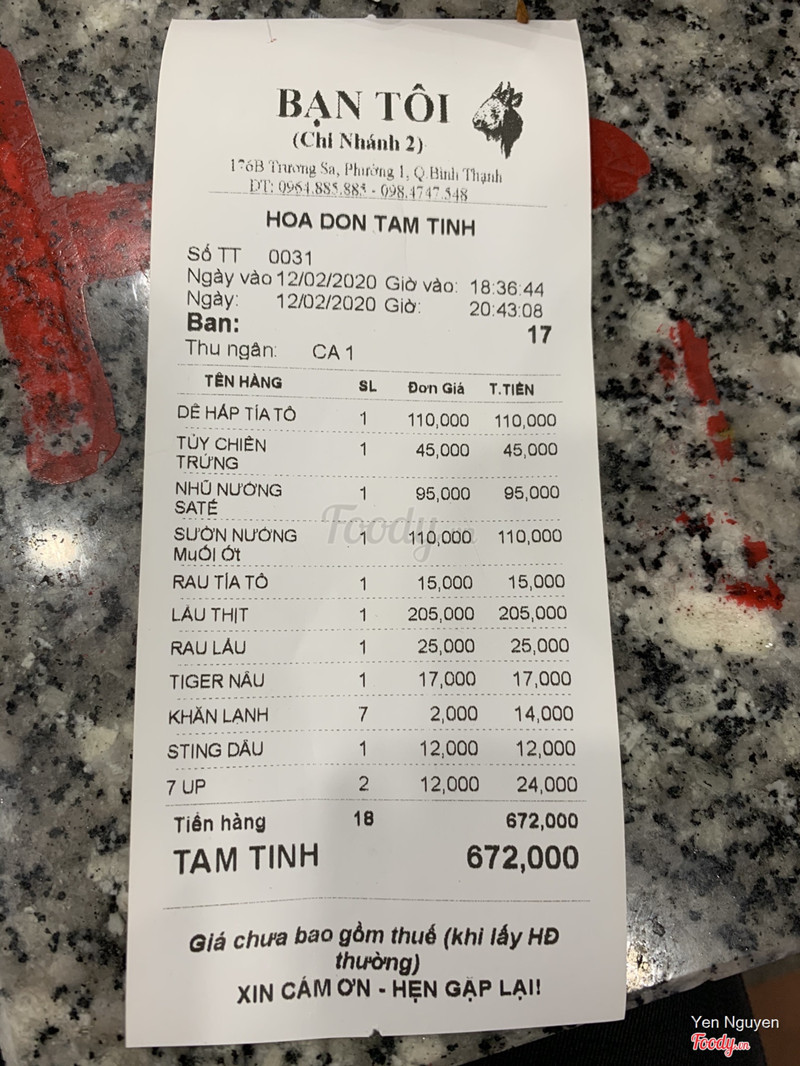 BẠN TÔI
(Chi Nhánh 2)
176B Trương Sa, Phường 1, Q.Bình Thạnh
ĐT: 0964.885.885 - 098.4747.548
HOA DON TAM TINH
Số TT 0031
Ngày vào 12/02/2020 Giờ vào: 18:36:44
Ngày: 12/02/2020 Giờ: 20:43:08
Ban: 17
Thu ngân: CA 1
TÊN HÀNG SL Đơn Giá T.TIỀN
DÊ HẤP TÍA TÔ 1 110,000 110,000
TỦY CHIÊN 1 45,000 45,000
TRỨNG
NHŨ NƯỚNG 1 95,000 95,000
SATẾ
SƯỜN NƯỚNG 1 110,000 110,000
MuỐI Ớt
RAU TÍA TÔ 1 15,000 15,000
LẨU THỊT 1 205,000 205,000
RAU LẨU 1 25,000 25,000
TIGER NÂU 1 17,000 17,000
KHĂN LẠNH 7 2,000 14,000
STING DÂU 1 12,000 12,000
7 UP 2 12,000 24,000
Tiền hàng 18 672,000
TAM TINH 672,000
Giá chưa bao gồm thuế (khi lấy HĐ
thường)
XIN CÁM ƠN - HẸN GẶP LẠI!
Foody.vn
Yen Nguyen
Foody.vn